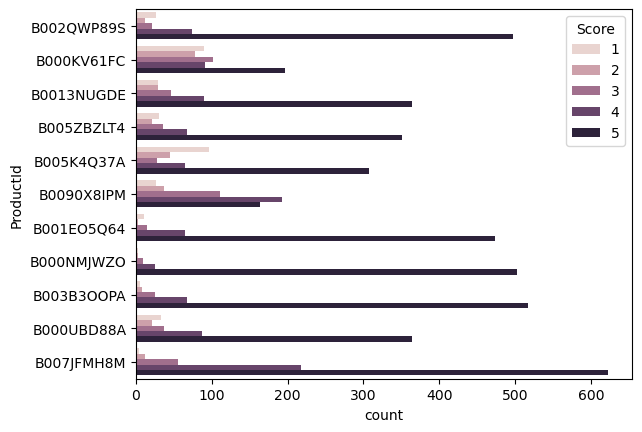 ProductId
B002QWP89S
B000KV61FC
B0013NUGDE
B005ZBZLT4
B005K4Q37A
B0090X8IPM
B001EO5Q64
B000NMJWZO
B003B3OOPA
B000UBD88A
B007JFMH8M
0 100 200 300 400 500 600
count
Score
1
2
3
4
5